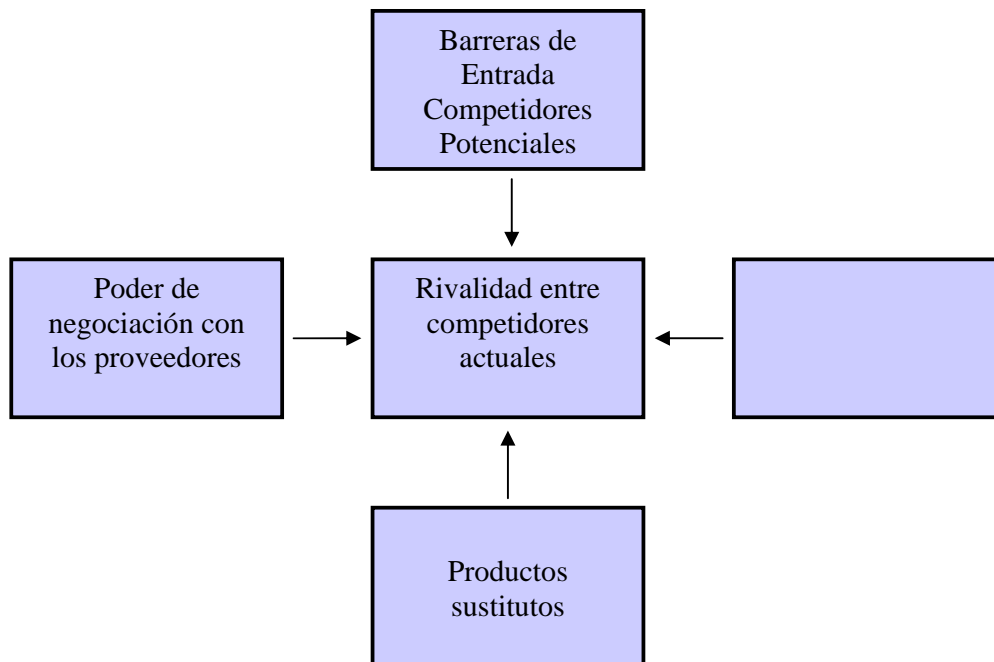 Barreras de
Entrada
Competidores
Potenciales
Poder de
negociación con
los proveedores
Rivalidad entre
competidores
actuales
Productos
sustitutos